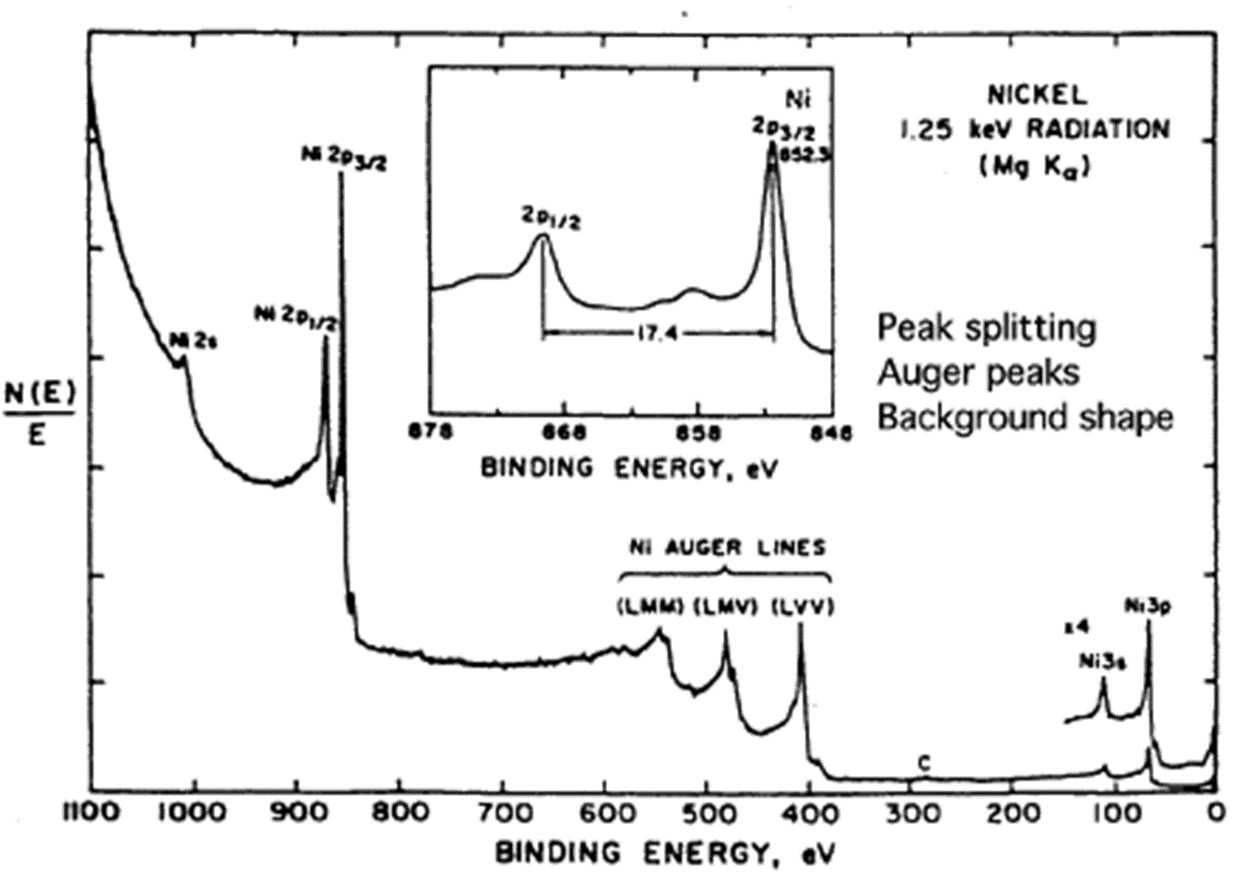 NICKEL
1.25 keV RADIATION
(Mg Kα)
Ni
2p3/2
852.3
2p1/2
17.4
878 868 858 848
BINDING ENERGY, eV
Peak splitting
Auger peaks
Background shape
Ni 2p3/2
Ni 2p1/2
Ni 2s
N(E)
E
Ni AUGER LINES
(LMM) (LMV) (LVV)
Ni3p
x4
Ni3s
C
1100 1000 900 800 700 600 500 400 300 200 100 0
BINDING ENERGY, eV